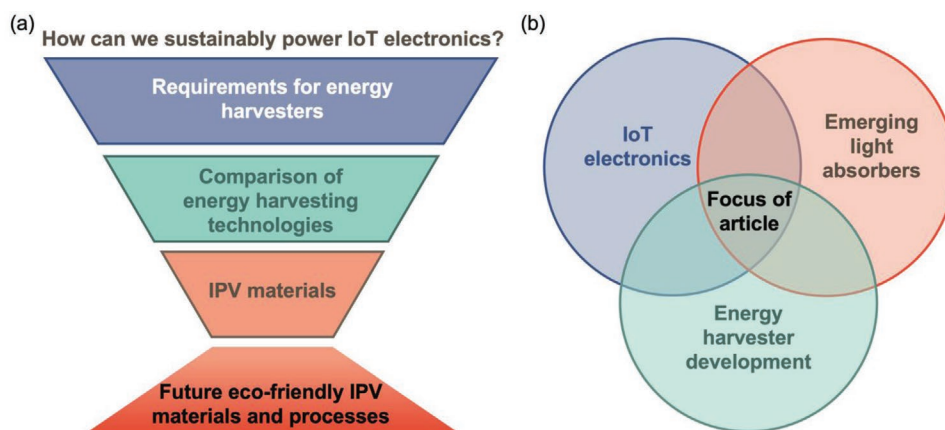 (a)
How can we sustainably power IoT electronics?
Requirements for energy
harvesters
Comparison of
energy harvesting
technologies
IPV materials
Future eco-friendly IPV
materials and processes
(b)
IoT
electronics
Emerging
light
absorbers
Focus of
article
Energy
harvester
development